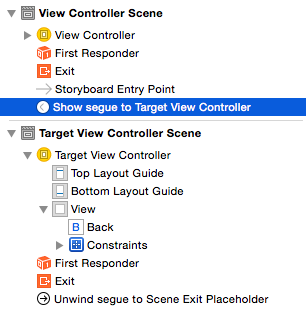 View Controller Scene
View Controller
First Responder
Exit
Storyboard Entry Point
Show segue to Target View Controller
Target View Controller Scene
Target View Controller
Top Layout Guide
Bottom Layout Guide
View
B Back
Constraints
First Responder
Exit
Unwind segue to Scene Exit Placeholder